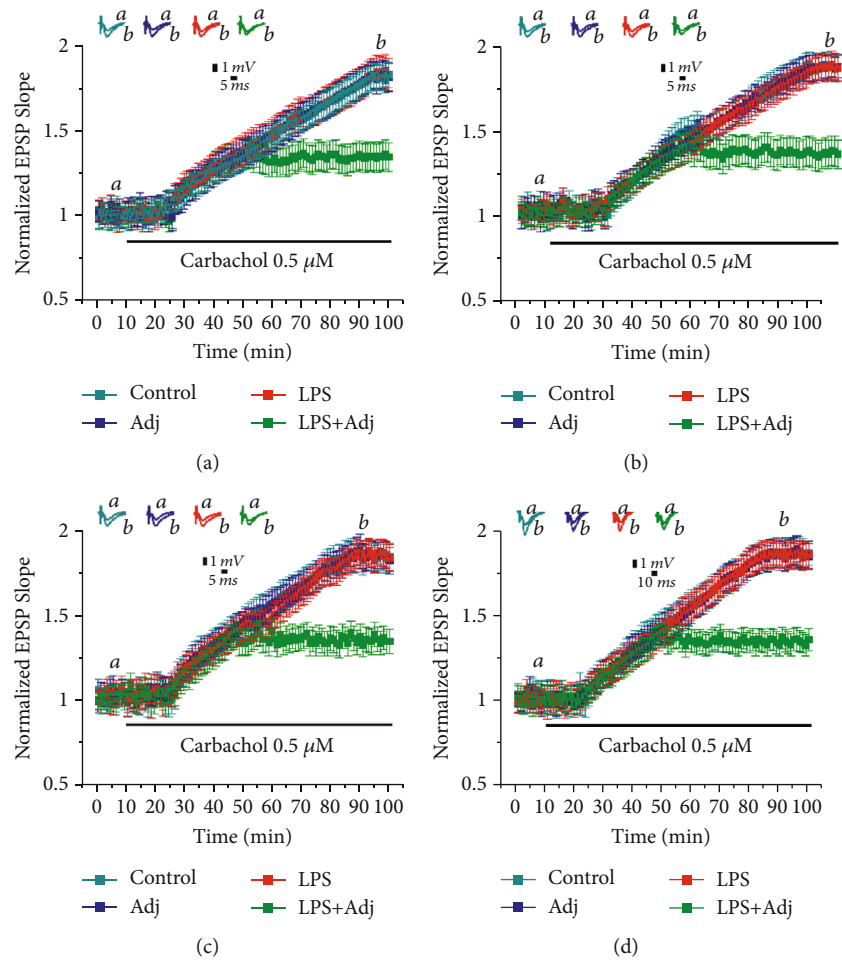 a a a a
b b b b
2
1.5
1
0.5
Normalized EPSP Slope
1 mV
5 ms
a
b
Carbachol 0.5 μM
0 10 20 30 40 50 60 70 80 90 100
Time (min)
Control LPS
Adj LPS+Adj
(a)
a a a a
b b b b
2
1.5
1
0.5
Normalized EPSP Slope
1 mV
5 ms
a
b
Carbachol 0.5 μM
0 10 20 30 40 50 60 70 80 90 100
Time (min)
Control LPS
Adj LPS+Adj
(b)
a a a a
b b b b
2
1.5
1
0.5
Normalized EPSP Slope
1 mV
5 ms
a
b
Carbachol 0.5 μM
0 10 20 30 40 50 60 70 80 90 100
Time (min)
Control LPS
Adj LPS+Adj
(c)
a a a a
b b b b
2
1.5
1
0.5
Normalized EPSP Slope
1 mV
10 ms
a
b
Carbachol 0.5 μM
0 10 20 30 40 50 60 70 80 90 100
Time (min)
Control LPS
Adj LPS+Adj
(d)